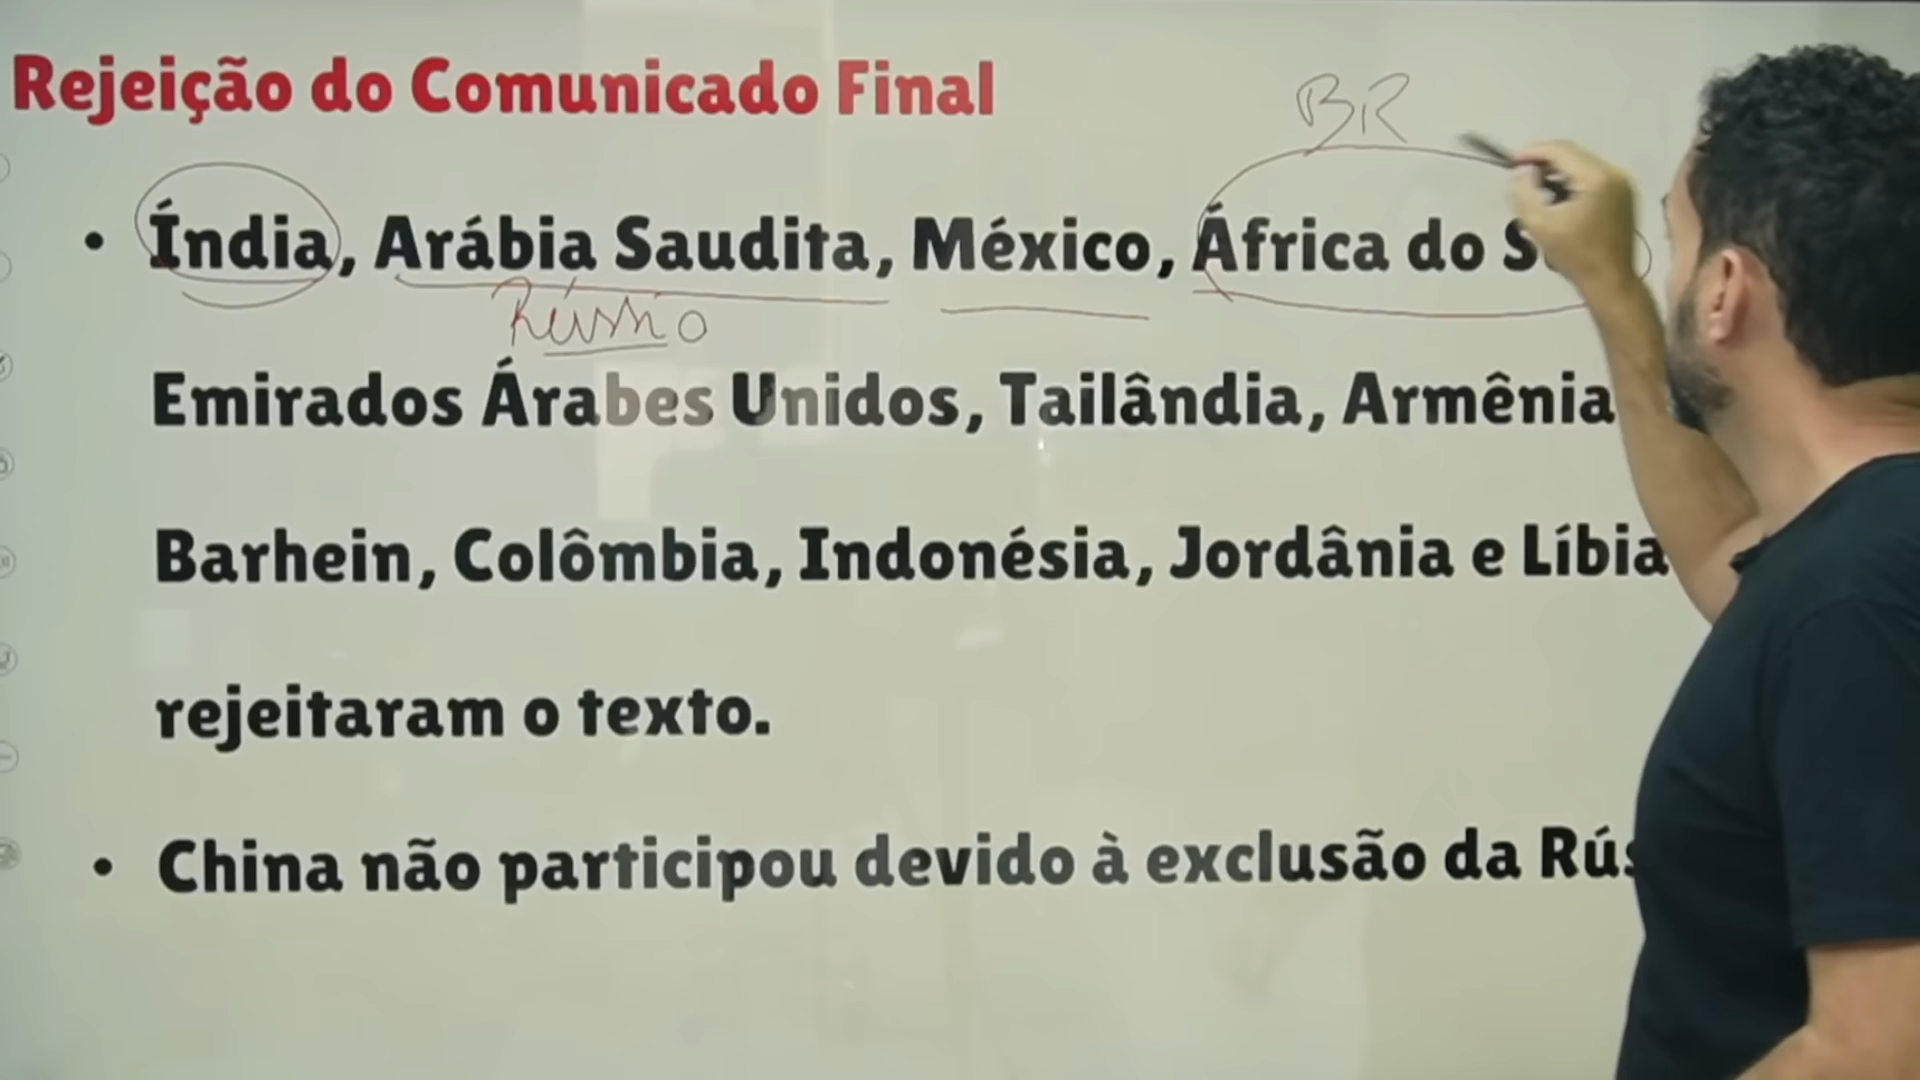 Rejeição do Comunicado Final
BR
• Índia, Arábia Saudita, México, África do
Rússia
Emirados Árabes Unidos, Tailândia, Armênia
Barhein, Colômbia, Indonésia, Jordânia e Líbia
rejeitaram o texto.
• China não participou devido à exclusão da